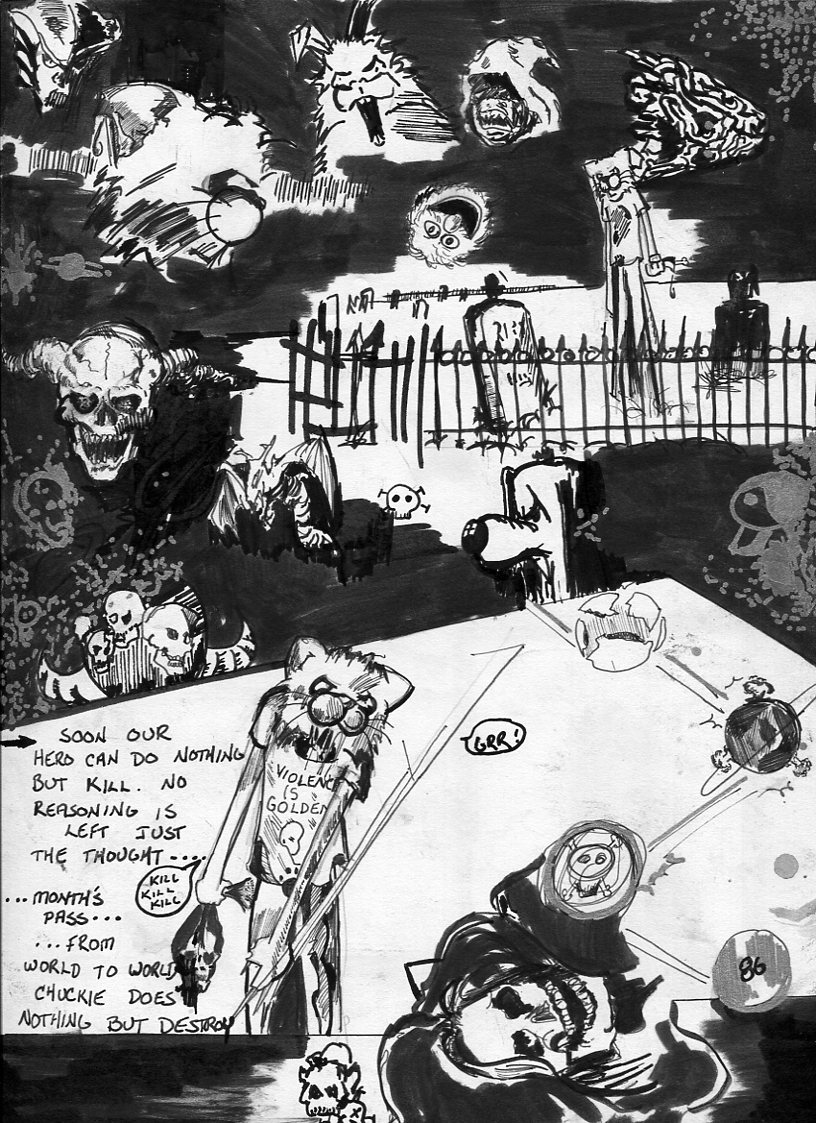 R.I.P.
GRR!
SOON OUR
HERO CAN DO NOTHING
BUT KILL. NO
REASONING IS
LEFT JUST
THE THOUGHT....
VIOLENCE
IS
GOLDEN
KILL
KILL
KILL
...MONTH'S
PASS...
...FROM
WORLD TO WORLD
CHUCKIE DOES
NOTHING BUT DESTROY
86